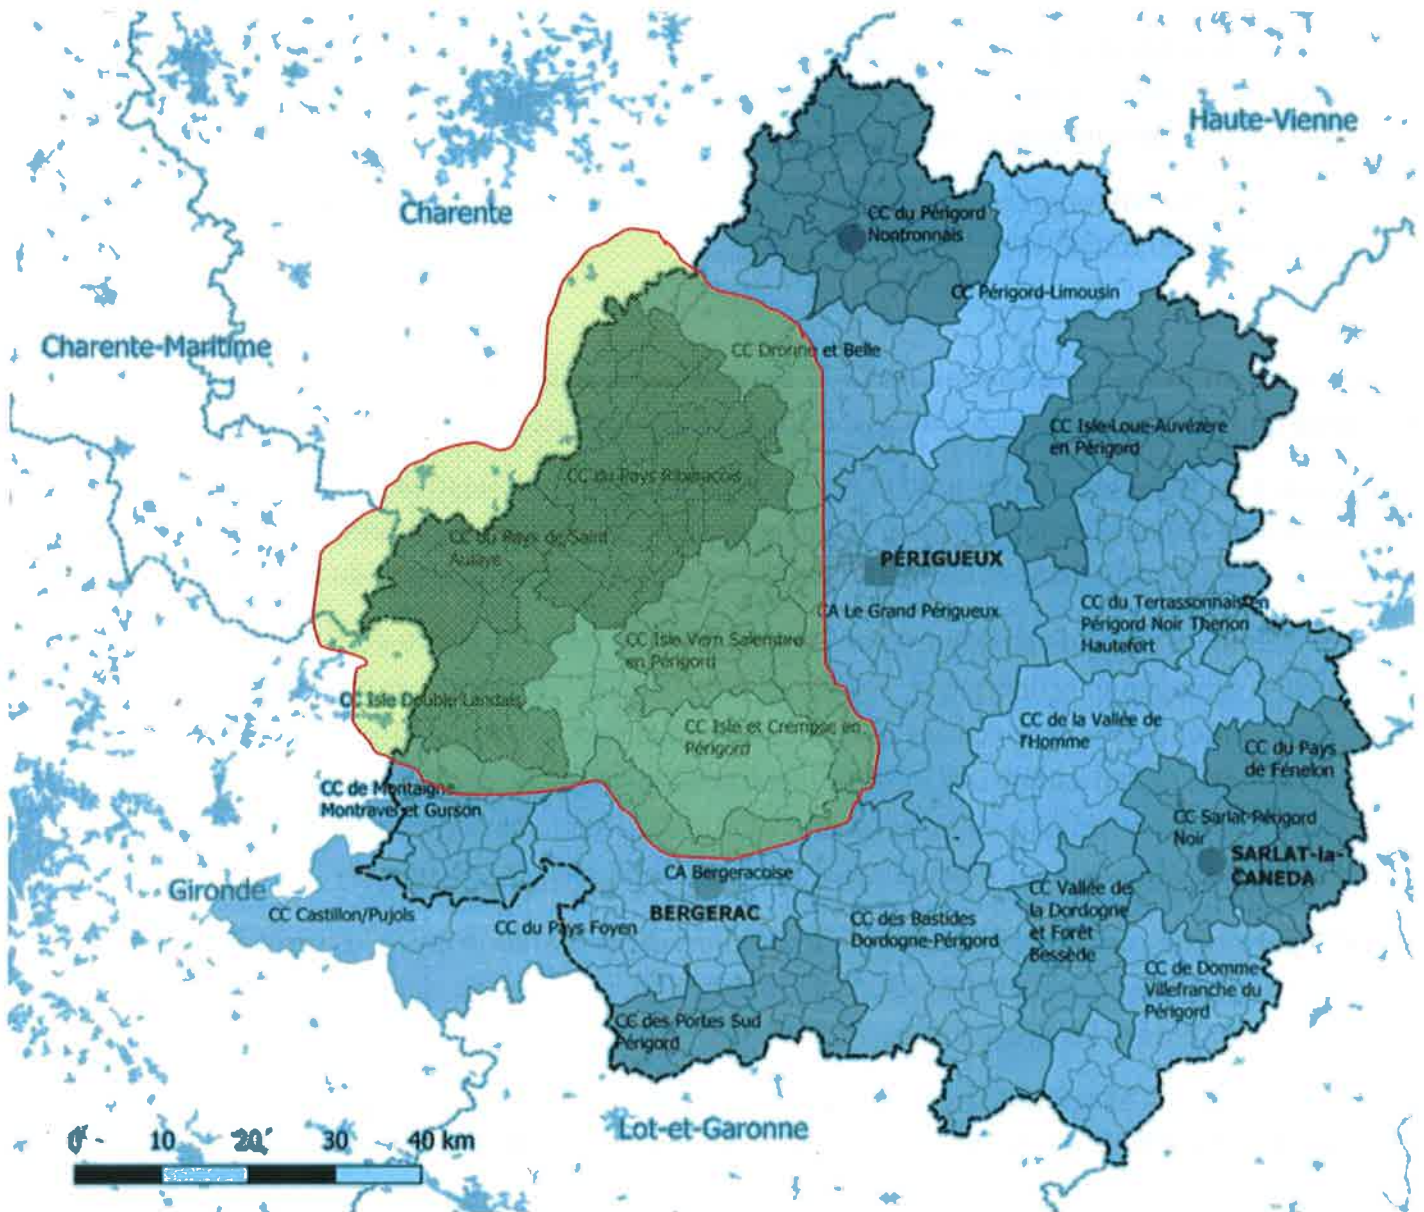 Haute-Vienne
Charente
CC du Périgord
Nontronnais
CC Périgord-Limousin
Charente-Maritime
CC Dronne et Belle
CC Isle-Loue-Auvézère
en Périgord
CC du Pays Ribéracois
CC du Pays de Saint
Aulaye
PÉRIGUEUX
CA Le Grand Périgueux
CC du Terrassonnais en
Périgord Noir Thenon
Hautefort
CC Isle Vern Salembre
en Périgord
CC Isle Double Landais
CC Isle et Crempse en
Périgord
CC de la Vallée de
l'Homme
CC du Pays
de Fénelon
CC de Montaigne
Montravel et Gurson
CC Sarlat-Périgord
Noir
SARLAT-la-
CANEDA
CA Bergeracoise
Gironde
CC Castillon/Pujols
CC du Pays Foyen
BERGERAC
CC des Bastides
Dordogne-Périgord
CC Vallée de
la Dordogne
et Forêt
Bessède
CC de Domme-
Villefranche du
Périgord
CC des Portes Sud
Périgord
Lot-et-Garonne
0 10 20 30 40 km